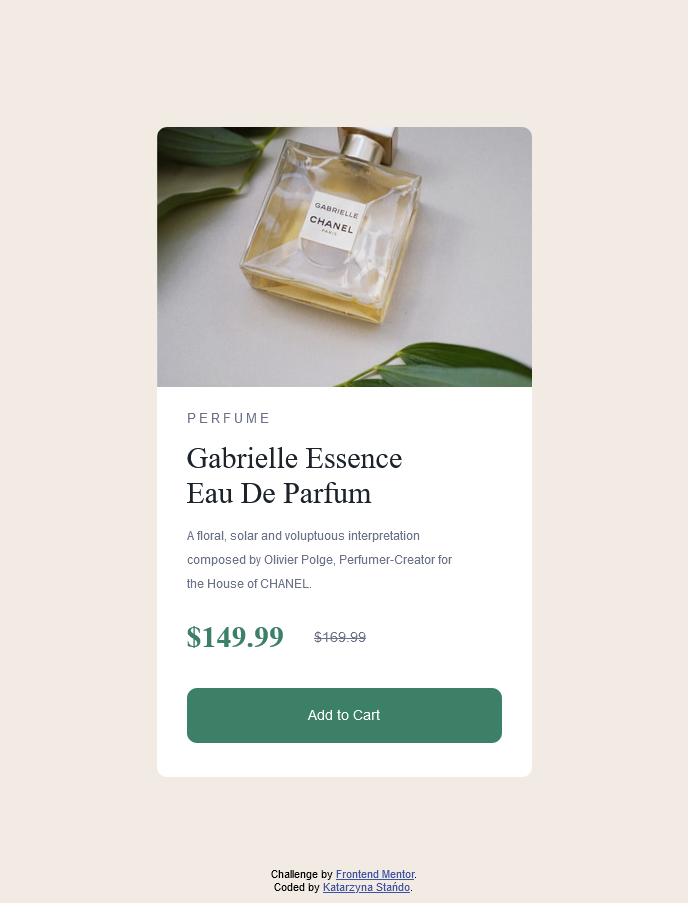 GABRIELLE
CHANEL
PARIS
PERFUME
Gabrielle Essence
Eau De Parfum
A floral, solar and voluptuous interpretation
composed by Olivier Polge, Perfumer-Creator for
the House of CHANEL.
$149.99 $169.99
Add to Cart
Challenge by Frontend Mentor.
Coded by Katarzyna Stańdo.